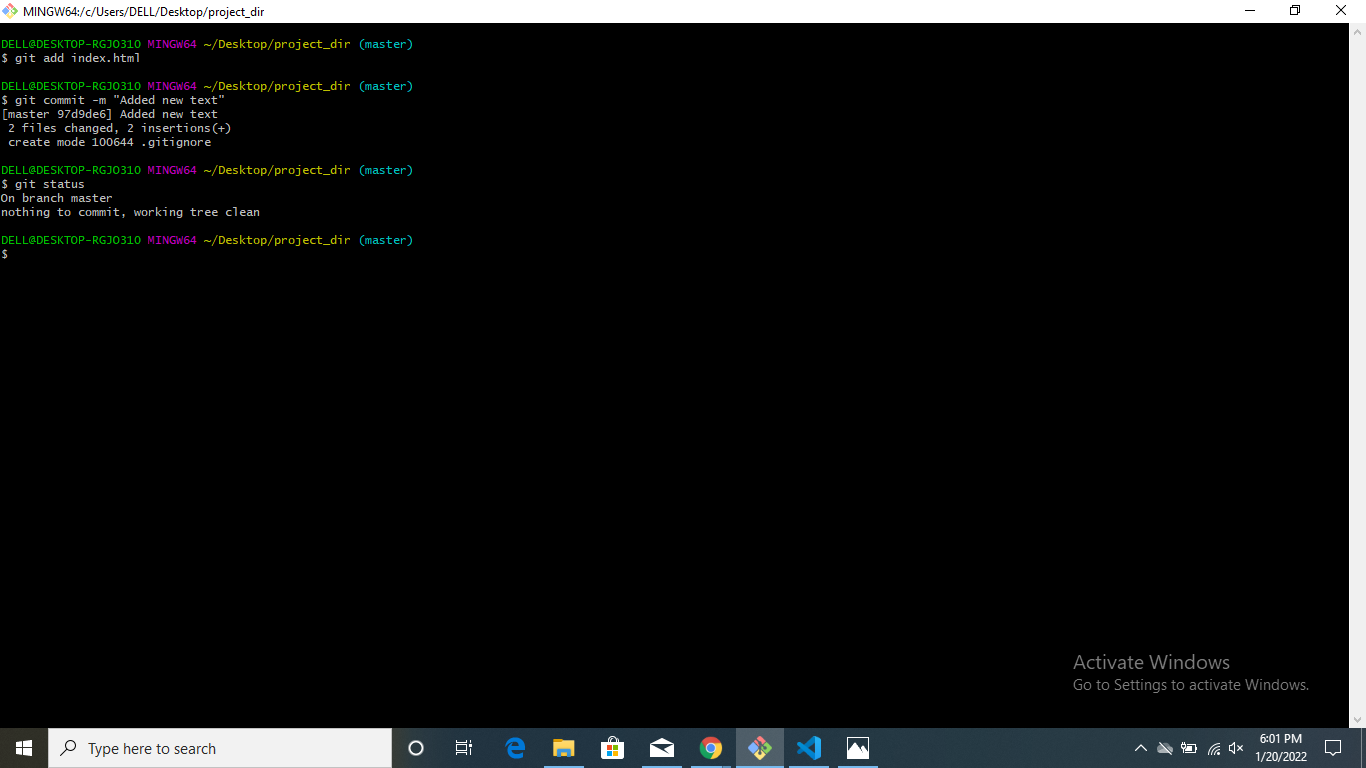 MINGW64:/c/Users/DELL/Desktop/project_dir
DELL@DESKTOP-RGJO31O MINGW64 ~/Desktop/project_dir (master)
$ git add index.html
DELL@DESKTOP-RGJO31O MINGW64 ~/Desktop/project_dir (master)
$ git commit -m "Added new text"
[master 97d9de6] Added new text
 2 files changed, 2 insertions(+)
 create mode 100644 .gitignore
DELL@DESKTOP-RGJO31O MINGW64 ~/Desktop/project_dir (master)
$ git status
On branch master
nothing to commit, working tree clean
DELL@DESKTOP-RGJO31O MINGW64 ~/Desktop/project_dir (master)
$
Activate Windows
Go to Settings to activate Windows.
Type here to search
6:01 PM
1/20/2022